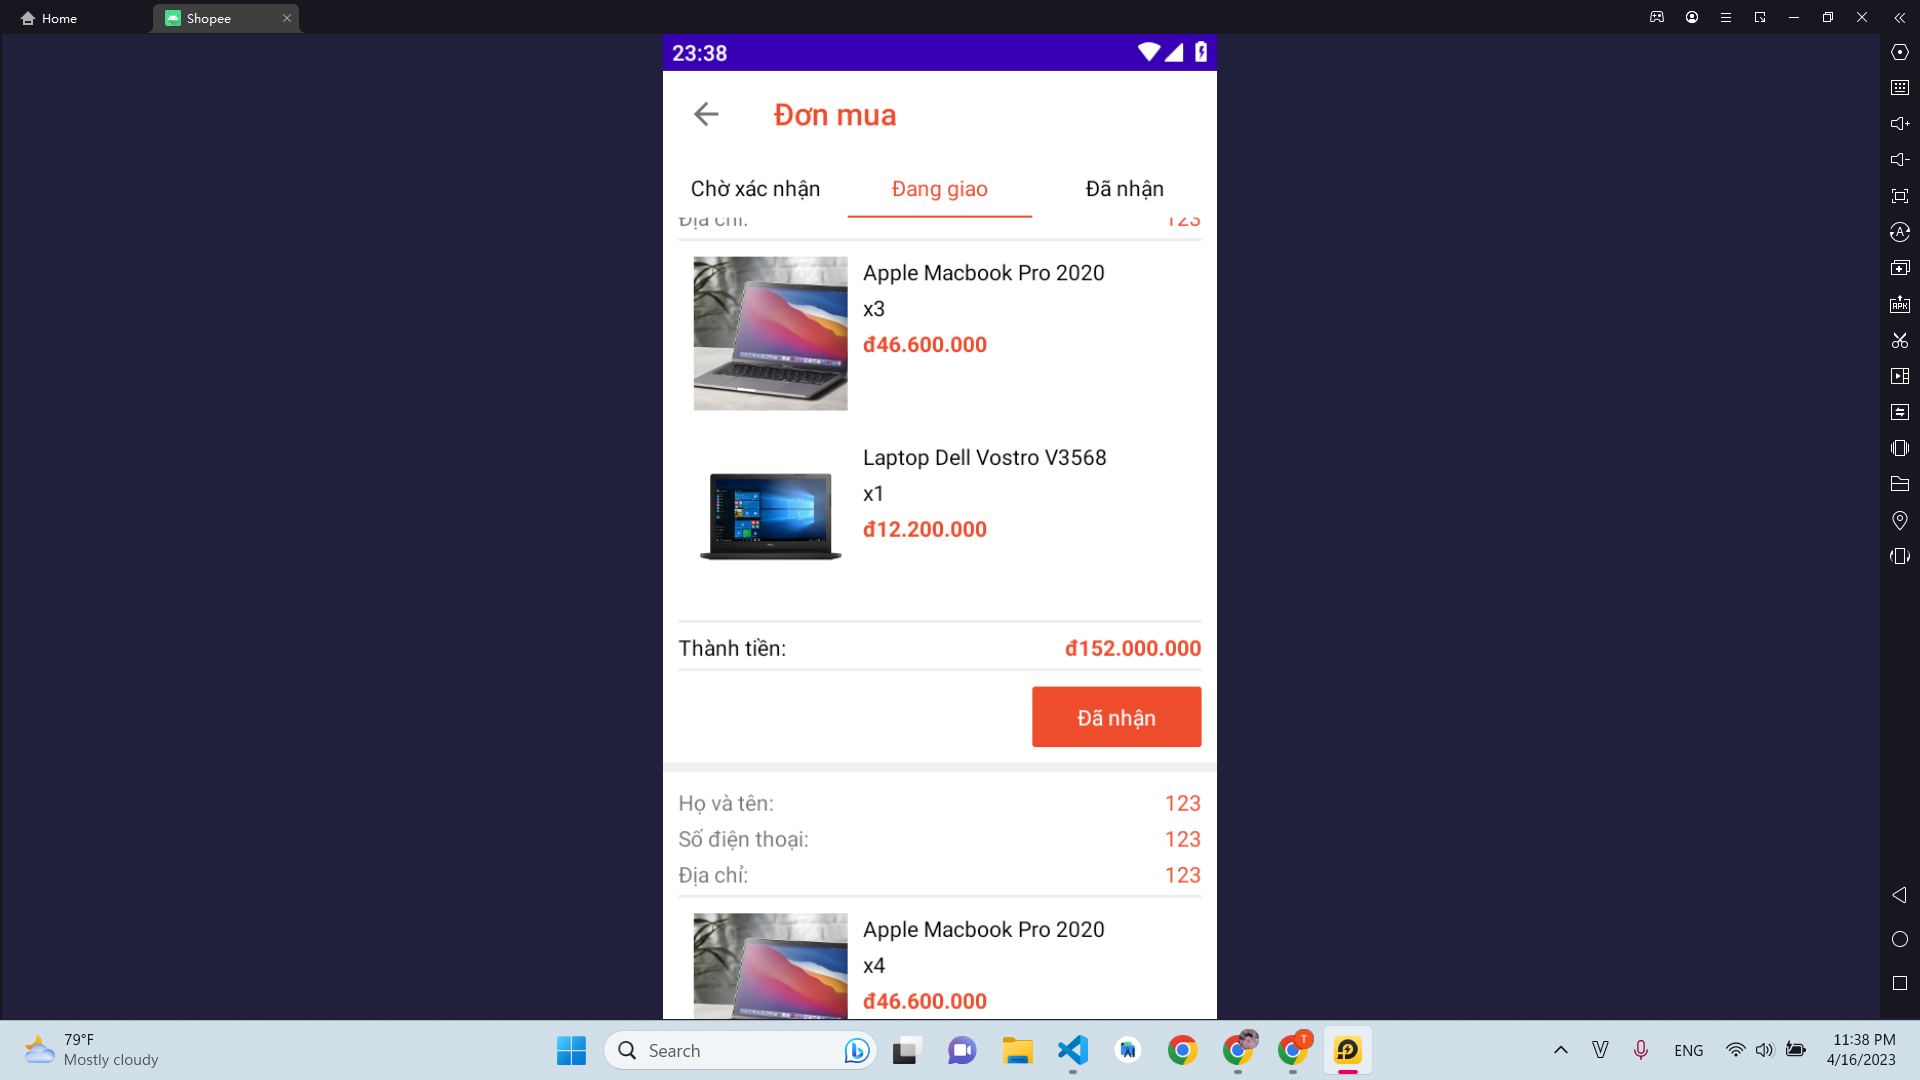 Home
Shopee
23:38
Đơn mua
Chờ xác nhận
Đang giao
Đã nhận
Địa chỉ:
123
Apple Macbook Pro 2020
x3
đ46.600.000
Laptop Dell Vostro V3568
x1
đ12.200.000
Thành tiền:
đ152.000.000
Đã nhận
Họ và tên:
123
Số điện thoại:
123
Địa chỉ:
123
Apple Macbook Pro 2020
x4
đ46.600.000
79°F
Mostly cloudy
Search
T
ENG
11:38 PM
4/16/2023